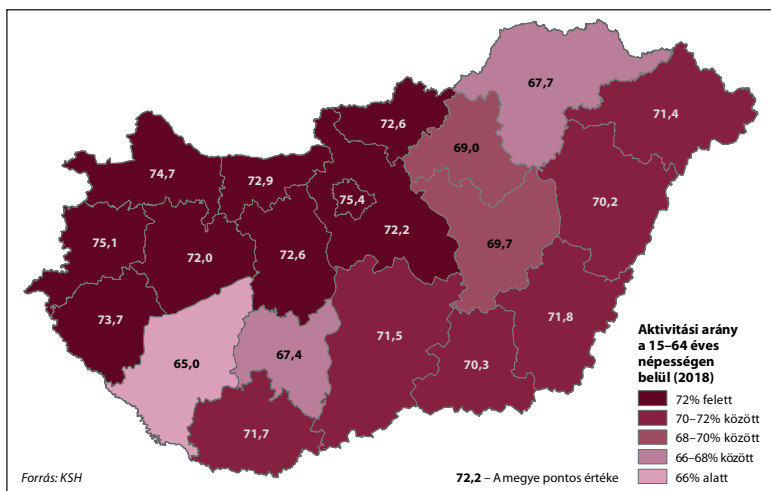 67,7
71,4
72,6
69,0
74,7
72,9
75,4
70,2
72,2
75,1
72,0
72,6
69,7
73,7
71,5
71,8
65,0
67,4
70,3
71,7
Aktivitási arány
a 15–64 éves
népességen
belül (2018)
72% felett
70–72% között
68–70% között
66–68% között
66% alatt
72,2 – A megye pontos értéke
Forrás: KSH